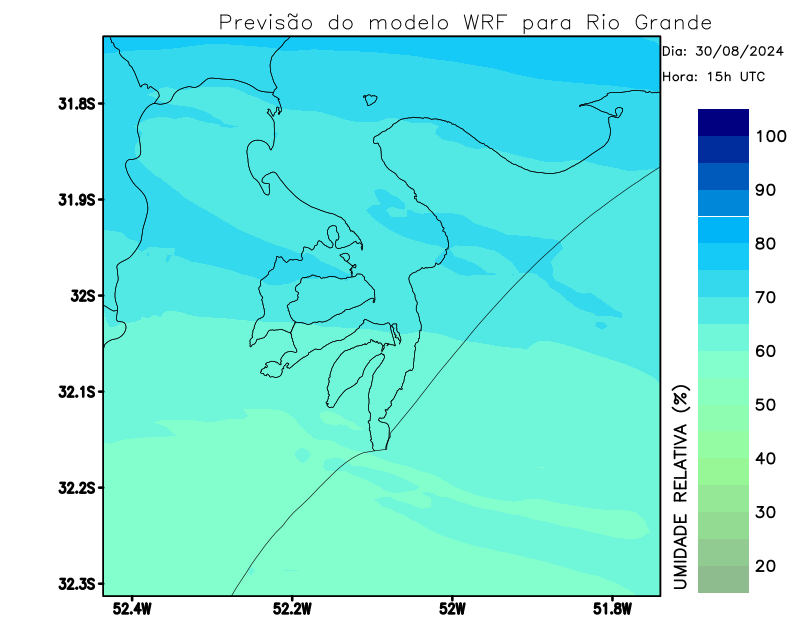 Previsão do modelo WRF para Rio Grande
Dia: 30/08/2024
Hora: 15h UTC
31.8S
31.9S
32S
32.1S
32.2S
32.3S
52.4W
52.2W
52W
51.8W
UMIDADE RELATIVA (%)
100
90
80
70
60
50
40
30
20